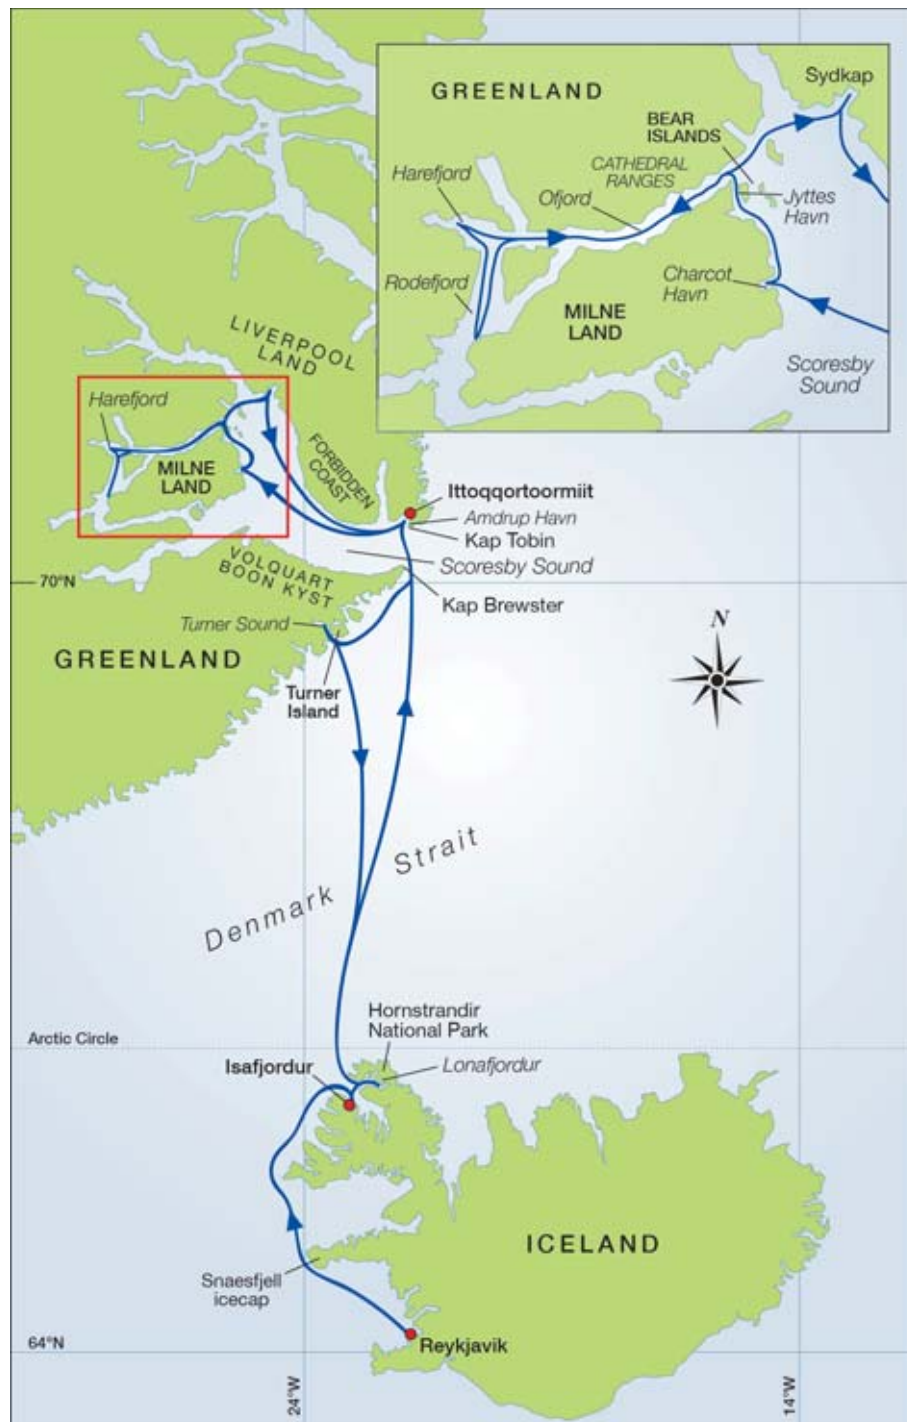 GREENLAND
Sydkap
BEAR
ISLANDS
Harefjord
CATHEDRAL
RANGES
Ofjord
Jyttes
Havn
Rodefjord
Charcot
Havn
MILNE
LAND
Scoresby
Sound
LIVERPOOL
LAND
Harefjord
MILNE
LAND
FORBIDDEN
COAST
Ittoqqortoormiit
Amdrup Havn
Kap Tobin
Scoresby Sound
VOLQUART
BOON KYST
70°N
Kap Brewster
Turner Sound
N
GREENLAND
Turner
Island
Denmark Strait
Hornstrandir
National Park
Arctic Circle
Isafjordur
Lonafjordur
ICELAND
Snaesfjell
icecap
Reykjavik
64°N
24°W
14°W